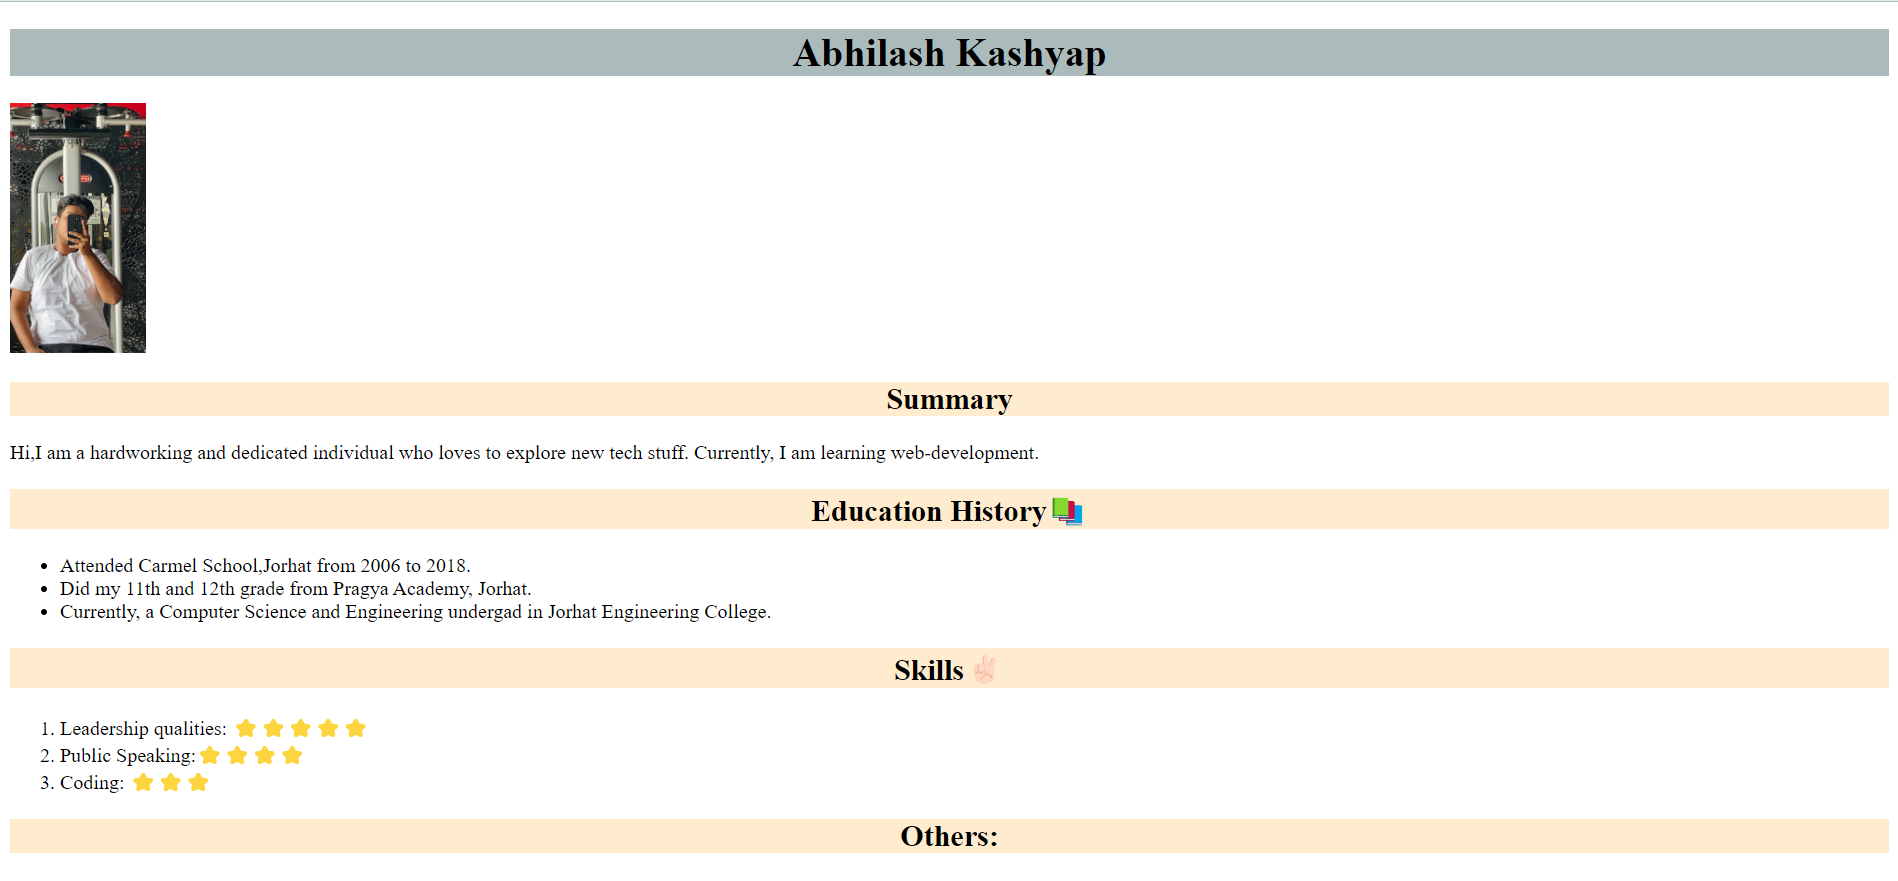 Abhilash Kashyap
Summary
Hi,I am a hardworking and dedicated individual who loves to explore new tech stuff. Currently, I am learning web-development.
Education History
Attended Carmel School,Jorhat from 2006 to 2018.
Did my 11th and 12th grade from Pragya Academy, Jorhat.
Currently, a Computer Science and Engineering undergad in Jorhat Engineering College.
Skills
1. Leadership qualities:
2. Public Speaking:
3. Coding:
Others: